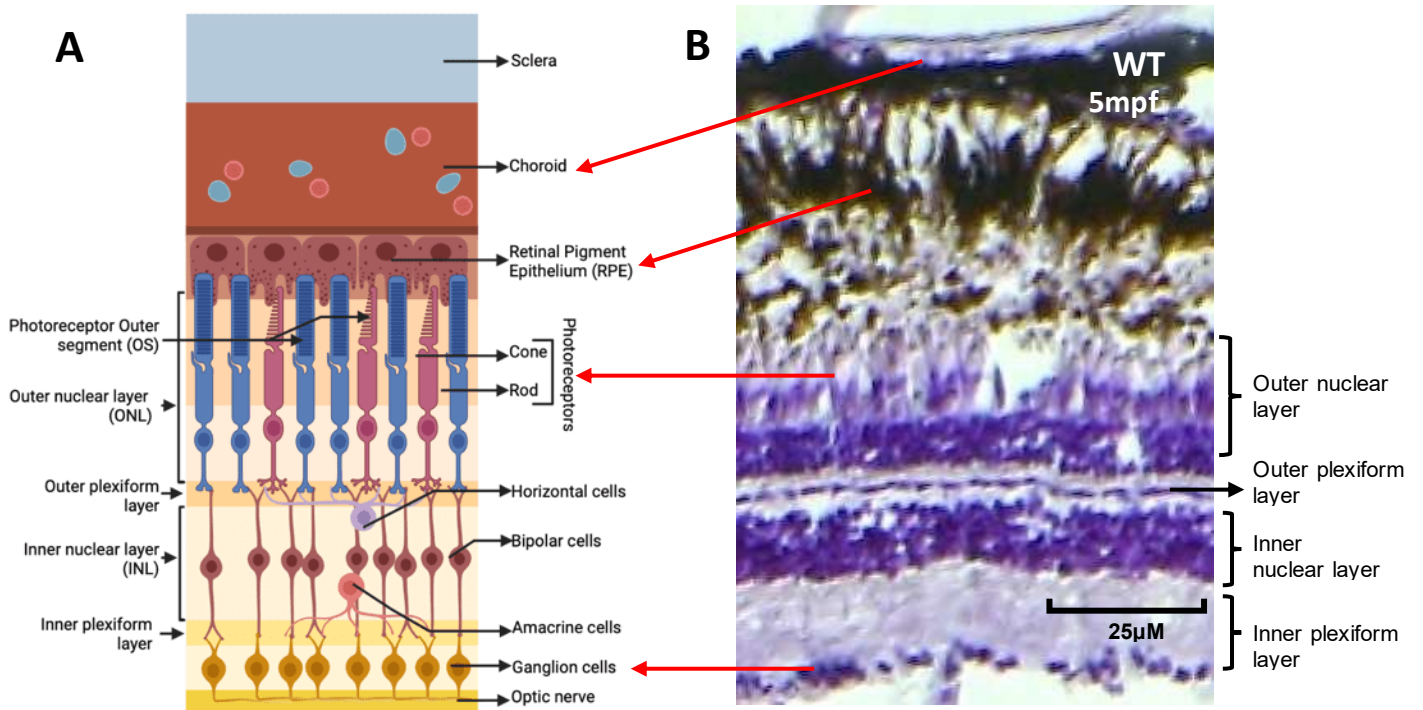 A
Sclera
Choroid
Retinal Pigment
Epithelium (RPE)
Photoreceptor Outer
segment (OS)
Cone
Rod
Photoreceptors
Outer nuclear layer
(ONL)
Outer plexiform
layer
Horizontal cells
Inner nuclear layer
(INL)
Bipolar cells
Inner plexiform
layer
Amacrine cells
Ganglion cells
Optic nerve
B
WT
5mpf
Outer nuclear
layer
Outer plexiform
layer
Inner
nuclear layer
25µM
Inner plexiform
layer